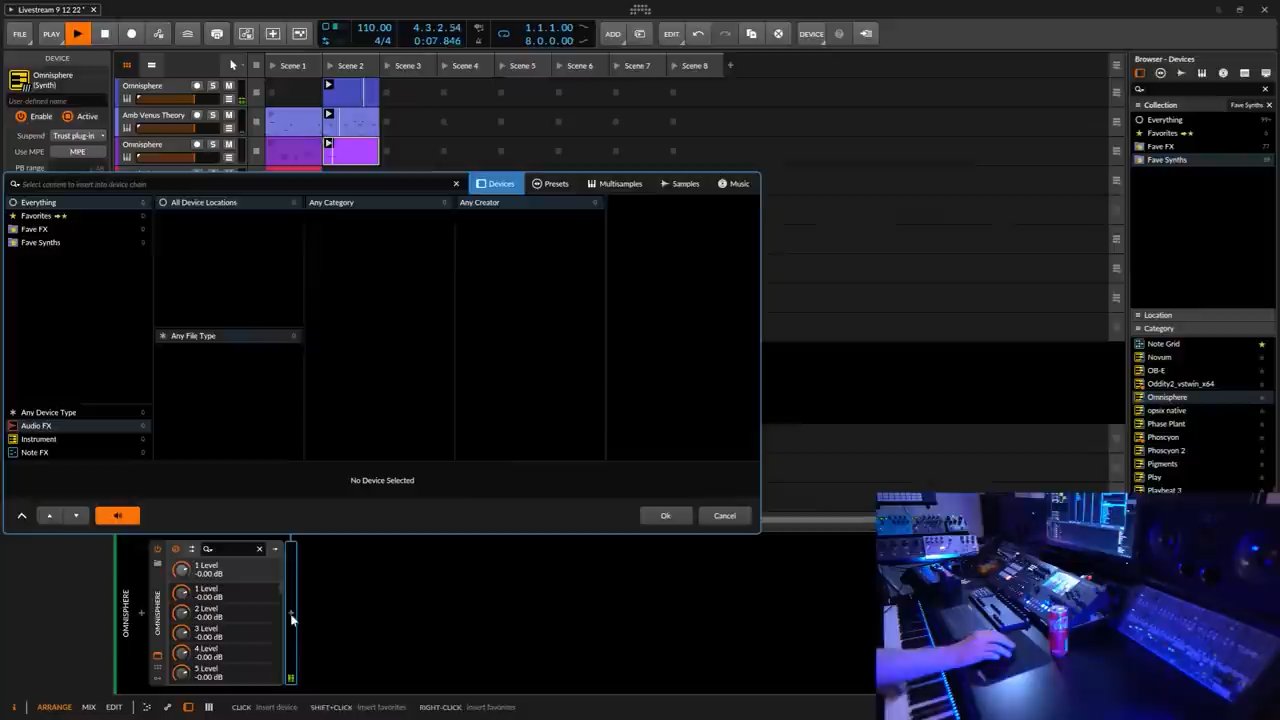 Livestream 9 12 22 *
FILE
PLAY
110.00
4/4
4.3.2.54
0:07.846
1.1.1.00
8.0.0.00
ADD
EDIT
DEVICE
DEVICE
Omnisphere
(Synth)
User-defined name
Enable
Active
Suspend
Trust plug-in
Use MPE
MPE
PB range
Scene 1
Scene 2
Scene 3
Scene 4
Scene 5
Scene 6
Scene 7
Scene 8
Omnisphere
S
M
Amb Venus Theory
S
M
Omnisphere
S
M
Browser - Devices
Collection
Fave Synths
Everything
99+
Favorites
Fave FX
77
Fave Synths
Location
Category
Note Grid
Novum
OB-E
Oddity2_vstwin_x64
Omnisphere
opsix native
Phase Plant
Phoscyon
Phoscyon 2
Pigments
Play
Playbeat 3
Select content to insert into device chain
Devices
Presets
Multisamples
Samples
Music
Everything
Favorites
Fave FX
Fave Synths
Any Device Type
Audio FX
Instrument
Note FX
All Device Locations
Any File Type
Any Category
Any Creator
No Device Selected
Ok
Cancel
OMNISPHERE
OMNISPHERE
1 Level
-0.00 dB
1 Level
-0.00 dB
2 Level
-0.00 dB
3 Level
-0.00 dB
4 Level
-0.00 dB
5 Level
-0.00 dB
ARRANGE
MIX
EDIT
CLICK Insert device
SHIFT+CLICK Insert favorites
RIGHT-CLICK Insert favorites